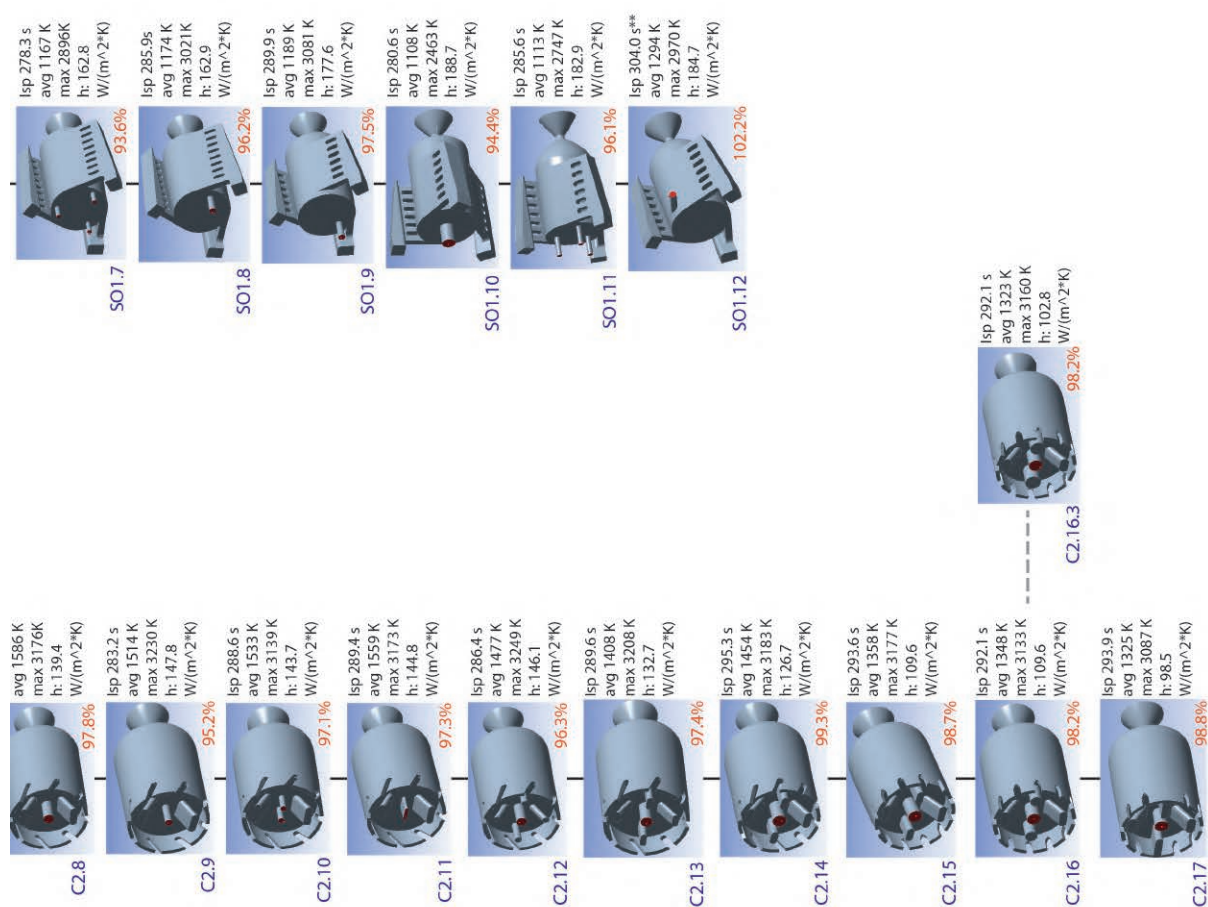 C2.8
avg 1586 K
max 3176K
h: 139.4
W/(m^2*K)
97.8%
C2.9
Isp 283.2 s
avg 1514 K
max 3230 K
h: 147.8
W/(m^2*K)
95.2%
C2.10
Isp 288.6 s
avg 1533 K
max 3139 K
h: 143.7
W/(m^2*K)
97.1%
C2.11
Isp 289.4 s
avg 1559 K
max 3173 K
h: 144.8
W/(m^2*K)
97.3%
C2.12
Isp 286.4 s
avg 1477 K
max 3249 K
h: 146.1
W/(m^2*K)
96.3%
C2.13
Isp 289.6 s
avg 1408 K
max 3208 K
h: 132.7
W/(m^2*K)
97.4%
C2.14
Isp 295.3 s
avg 1454 K
max 3183 K
h: 126.7
W/(m^2*K)
99.3%
C2.15
Isp 293.6 s
avg 1358 K
max 3177 K
h: 109.6
W/(m^2*K)
98.7%
C2.16
Isp 292.1 s
avg 1348 K
max 3133 K
h: 109.6
W/(m^2*K)
98.2%
C2.17
Isp 293.9 s
avg 1325 K
max 3087 K
h: 98.5
W/(m^2*K)
98.8%
C2.16.3
Isp 292.1 s
avg 1323 K
max 3160 K
h: 102.8
W/(m^2*K)
98.2%
SO1.7
Isp 278.3 s
avg 1167 K
max 2896K
h: 162.8
W/(m^2*K)
93.6%
SO1.8
Isp 285.9s
avg 1174 K
max 3021K
h: 162.9
W/(m^2*K)
96.2%
SO1.9
Isp 289.9 s
avg 1189 K
max 3081 K
h: 177.6
W/(m^2*K)
97.5%
SO1.10
Isp 280.6 s
avg 1108 K
max 2463 K
h: 188.7
W/(m^2*K)
94.4%
SO1.11
Isp 285.6 s
avg 1113 K
max 2747 K
h: 182.9
W/(m^2*K)
96.1%
SO1.12
Isp 304.0 s**
avg 1294 K
max 2970 K
h: 184.7
W/(m^2*K)
102.2%